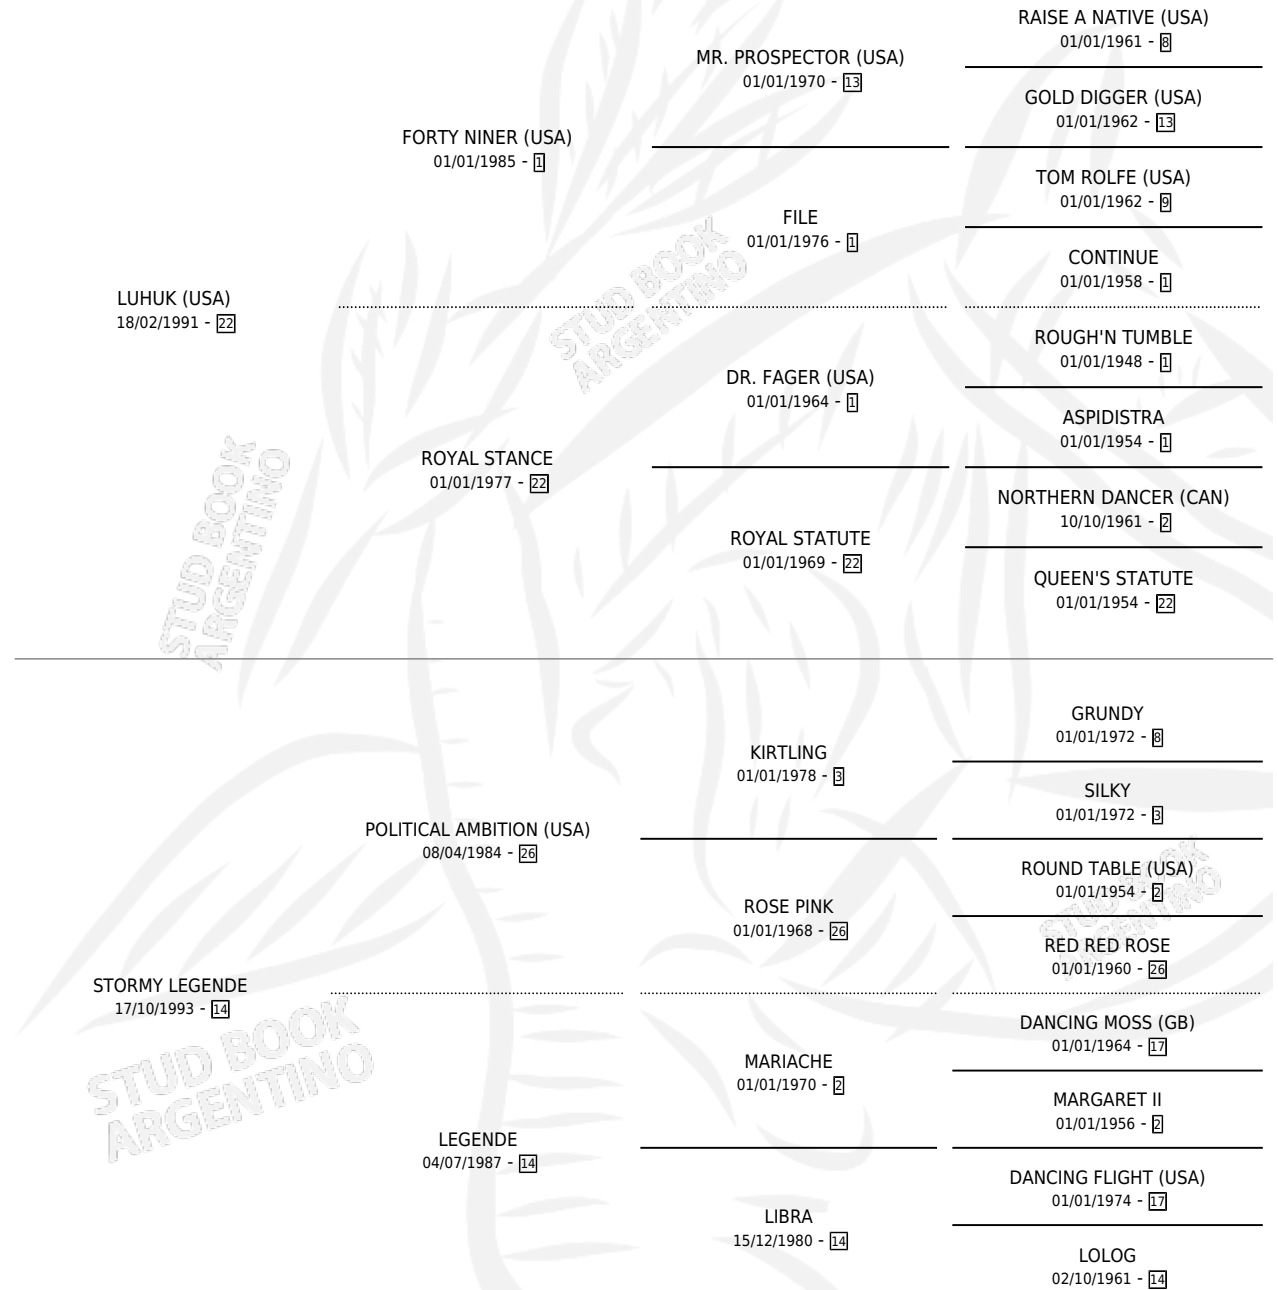 RAISE A NATIVE (USA)
01/01/1961 - 8
MR. PROSPECTOR (USA)
01/01/1970 - 13
GOLD DIGGER (USA)
01/01/1962 - 13
FORTY NINER (USA)
01/01/1985 - 1
TOM ROLFE (USA)
01/01/1962 - 9
FILE
01/01/1976 - 1
CONTINUE
01/01/1958 - 1
LUHUK (USA)
18/02/1991 - 22
ROUGH'N TUMBLE
01/01/1948 - 1
DR. FAGER (USA)
01/01/1964 - 1
ASPIDISTRA
01/01/1954 - 1
ROYAL STANCE
01/01/1977 - 22
NORTHERN DANCER (CAN)
10/10/1961 - 2
ROYAL STATUTE
01/01/1969 - 22
QUEEN'S STATUTE
01/01/1954 - 22
GRUNDY
01/01/1972 - 8
KIRTLING
01/01/1978 - 3
SILKY
01/01/1972 - 3
POLITICAL AMBITION (USA)
08/04/1984 - 26
ROUND TABLE (USA)
01/01/1954 - 2
ROSE PINK
01/01/1968 - 26
RED RED ROSE
01/01/1960 - 26
STORMY LEGENDE
17/10/1993 - 14
DANCING MOSS (GB)
01/01/1964 - 17
MARIACHE
01/01/1970 - 2
MARGARET II
01/01/1956 - 2
LEGENDE
04/07/1987 - 14
DANCING FLIGHT (USA)
01/01/1974 - 17
LIBRA
15/12/1980 - 14
LOLOG
02/10/1961 - 14
STUD BOOK
ARGENTINO
STUD BOOK
ARGENTINO
STUD BOOK
ARGENTINO
STUD BOOK
ARGENTINO